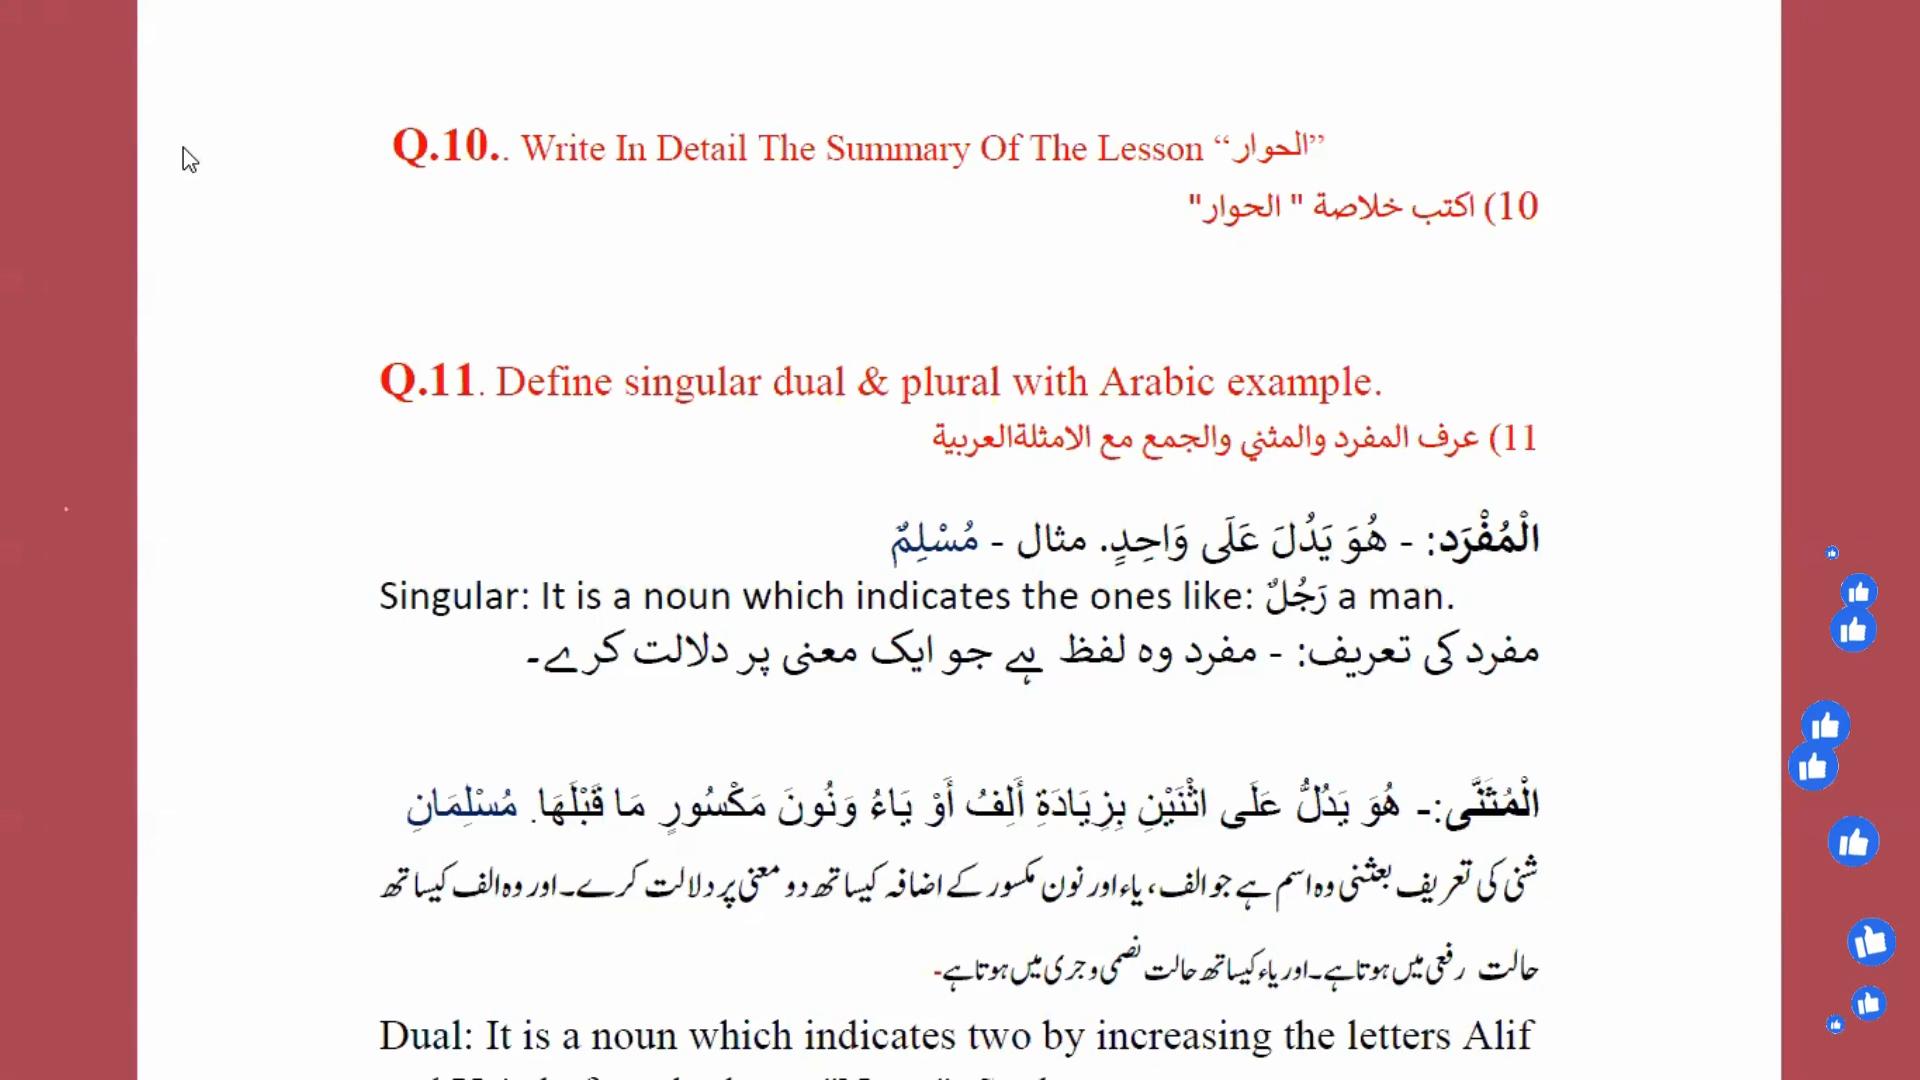 Q.10.. Write In Detail The Summary Of The Lesson “الحوار”
10) اكتب خلاصة " الحوار"
Q.11. Define singular dual & plural with Arabic example.
11) عرف المفرد والمثني والجمع مع الامثلةالعربية
الْمُفْرَد: - هُوَ يَدُلَ عَلَى وَاحِدٍ. مثال - مُسْلِمٌ
Singular: It is a noun which indicates the ones like: رَجُلٌ a man.
مفرد کی تعریف: - مفرد وہ لفظ ہے جو ایک معنی پر دلالت کرے۔
الْمُثَنَّى:- هُوَ يَدُلُّ عَلَى اثْنَيْنِ بِزِيَادَةِ أَلِفُ أَوْ يَاءُ وَنُونَ مَكْسُورٍ مَا قَبْلَهَا. مُسْلِمَانِ
کی تعریف وہ اسم ہے جو الف، یاء اور نون مکسور کے اضافہ کیساتھ دو معنی پر دلالت کرے۔ اور وہ الف کیساتھ
حالت رفعی میں ہوتا ہے۔ اور یاء کیساتھ حالت نصمی و جری میں ہوتا ہے-
Dual: It is a noun which indicates two by increasing the letters Alif